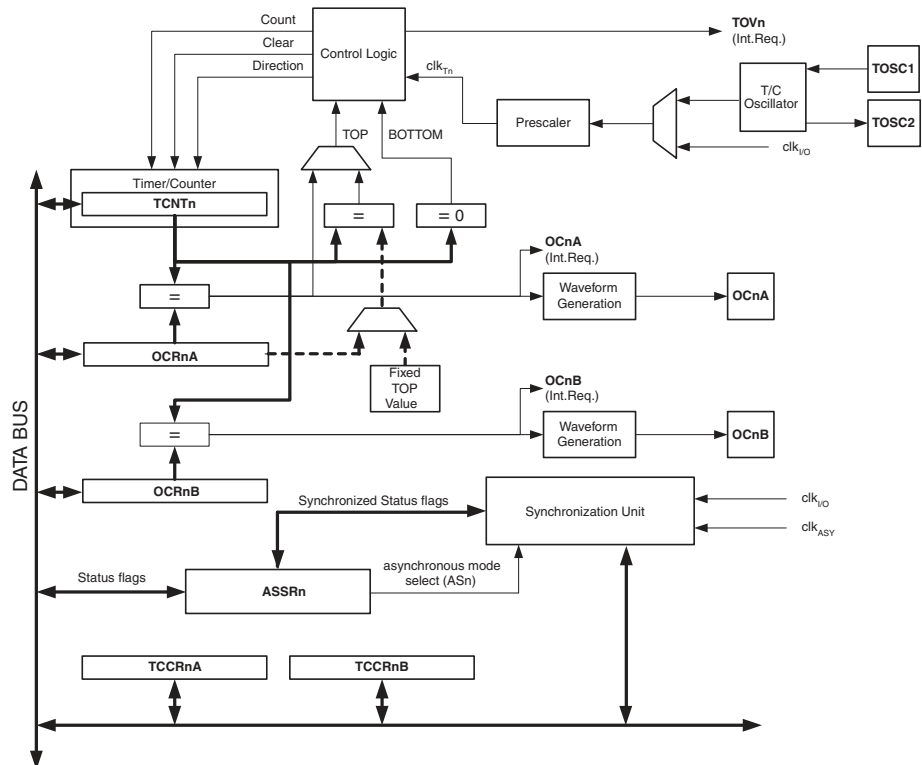 Count
Clear
Direction
Control Logic
TOVn
(Int.Req.)
clkTn
TOSC1
T/C
Oscillator
Prescaler
TOSC2
clkI/O
TOP
BOTTOM
Timer/Counter
TCNTn
=
= 0
OCnA
(Int.Req.)
=
Waveform
Generation
OCnA
OCRnA
Fixed
TOP
Value
OCnB
(Int.Req.)
=
Waveform
Generation
OCnB
DATA BUS
OCRnB
Synchronized Status flags
Synchronization Unit
clkI/O
clkASY
Status flags
asynchronous mode
select (ASn)
ASSRn
TCCRnA
TCCRnB